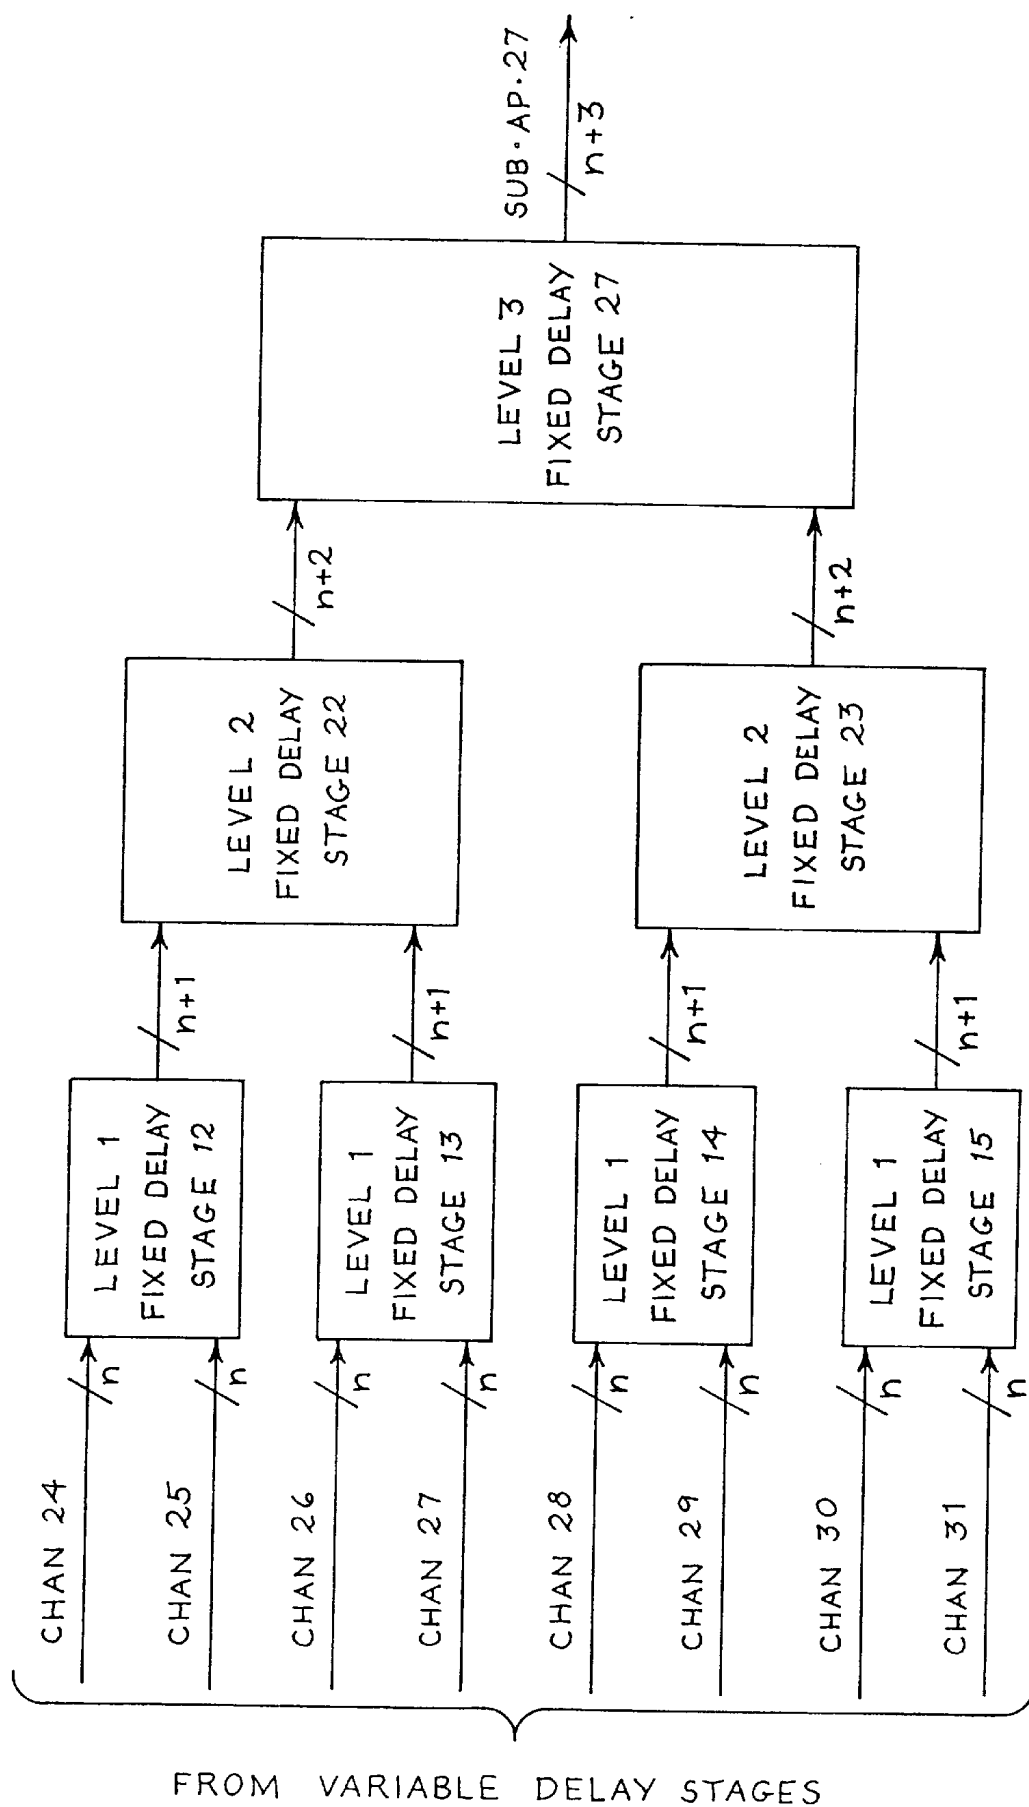 CHAN 24
CHAN 25
CHAN 26
CHAN 27
CHAN 28
CHAN 29
CHAN 30
CHAN 31
n
n
n
n
n
n
n
n
LEVEL 1
FIXED DELAY
STAGE 12
LEVEL 1
FIXED DELAY
STAGE 13
LEVEL 1
FIXED DELAY
STAGE 14
LEVEL 1
FIXED DELAY
STAGE 15
n+1
n+1
n+1
n+1
LEVEL 2
FIXED DELAY
STAGE 22
LEVEL 2
FIXED DELAY
STAGE 23
n+2
n+2
LEVEL 3
FIXED DELAY
STAGE 27
SUB·AP·27
n+3
FROM VARIABLE DELAY STAGES